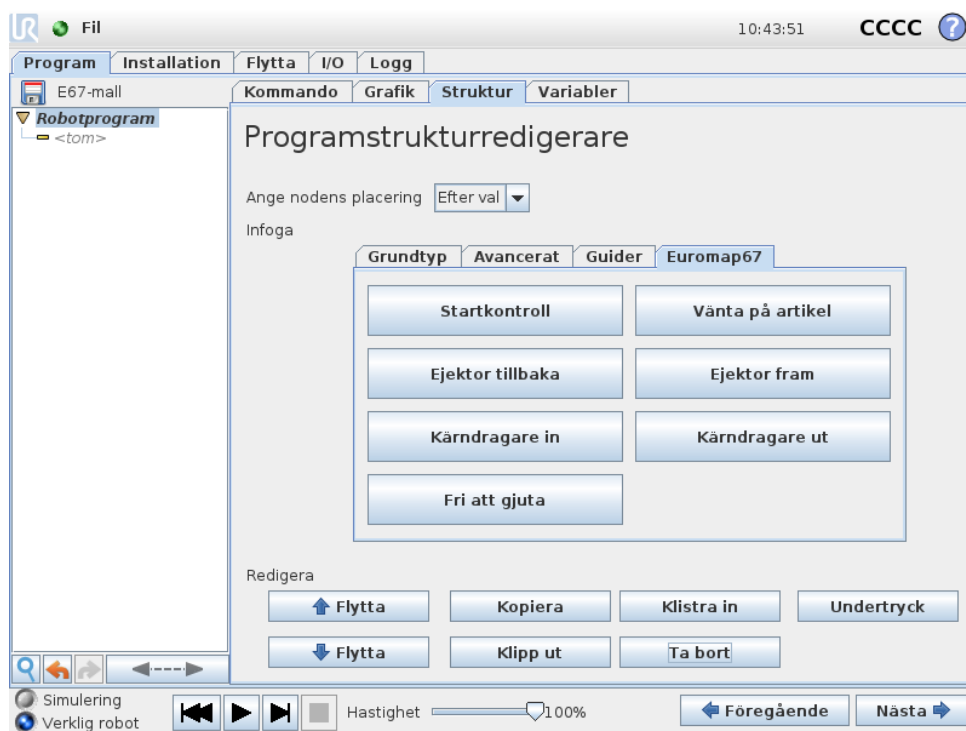 UR Fil 10:43:51 CCCC ?
Program Installation Flytta I/O Logg
E67-mall
Kommando Grafik Struktur Variabler
Robotprogram
<tom>
Programstrukturredigerare
Ange nodens placering Efter val
Infoga
Grundtyp Avancerat Guider Euromap67
Startkontroll Vänta på artikel
Ejektor tillbaka Ejektor fram
Kärndragare in Kärndragare ut
Fri att gjuta
Redigera
Flytta Kopiera Klistra in Undertryck
Flytta Klipp ut Ta bort
Simulering
Verklig robot
Hastighet 100% Föregående Nästa